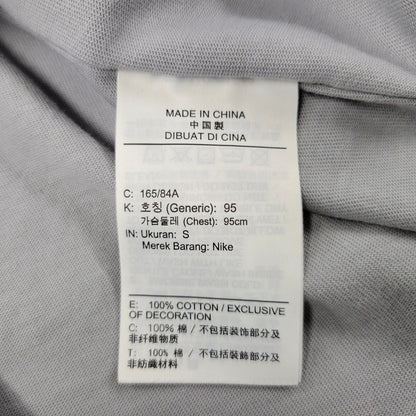 MADE IN CHINA
中国製
DIBUAT DI CINA
C: 165/84A
K: 호칭 (Generic): 95
가슴둘레 (Chest): 95cm
IN: Ukuran: S
Merek Barang: Nike
E: 100% COTTON / EXCLUSIVE
OF DECORATION
C: 100% 棉 / 不包括装饰部分及
非纤维物质
T: 100% 棉 / 不包括裝飾部分及
非紡織材料